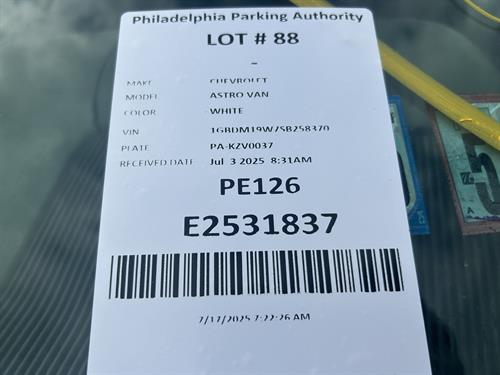 Philadelphia Parking Authority
LOT # 88
-
MAKE CHEVROLET
MODEL ASTRO VAN
COLOR WHITE
VIN 1GBDM19W7SB258370
PLATE PA-KZV0037
RECEIVED DATE Jul 3 2025 8:31AM
PE126
E2531837
7/17/2025 7:22:26 AM